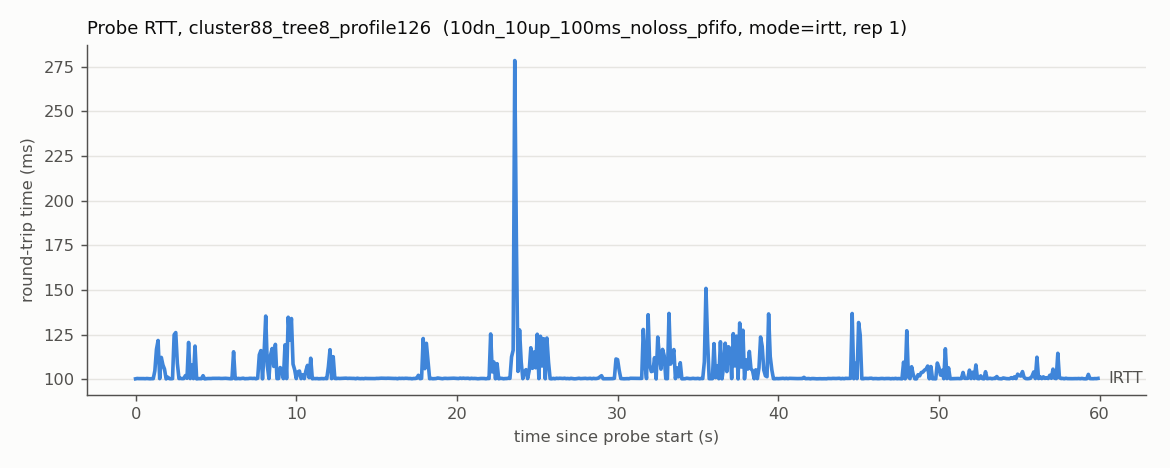 Probe RTT, cluster88_tree8_profile126  (10dn_10up_100ms_noloss_pfifo, mode=irtt, rep 1)
round-trip time (ms)
275
250
225
200
175
150
125
100
IRTT
0 10 20 30 40 50 60
time since probe start (s)